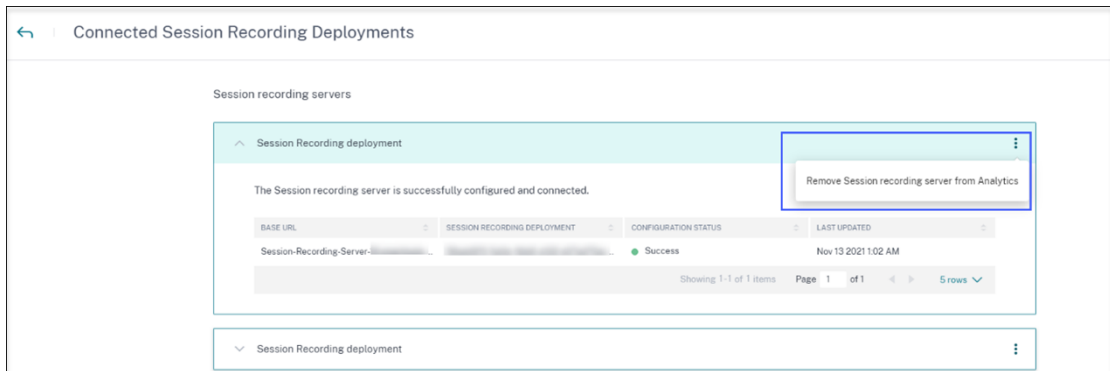 Connected Session Recording Deployments
Session recording servers
Session Recording deployment
Remove Session recording server from Analytics
The Session recording server is successfully configured and connected.
BASE URL SESSION RECORDING DEPLOYMENT CONFIGURATION STATUS LAST UPDATED
Session-Recording-Server- ... ... Success Nov 13 2021 1:02 AM
Showing 1-1 of 1 items Page 1 of 1 5 rows
Session Recording deployment